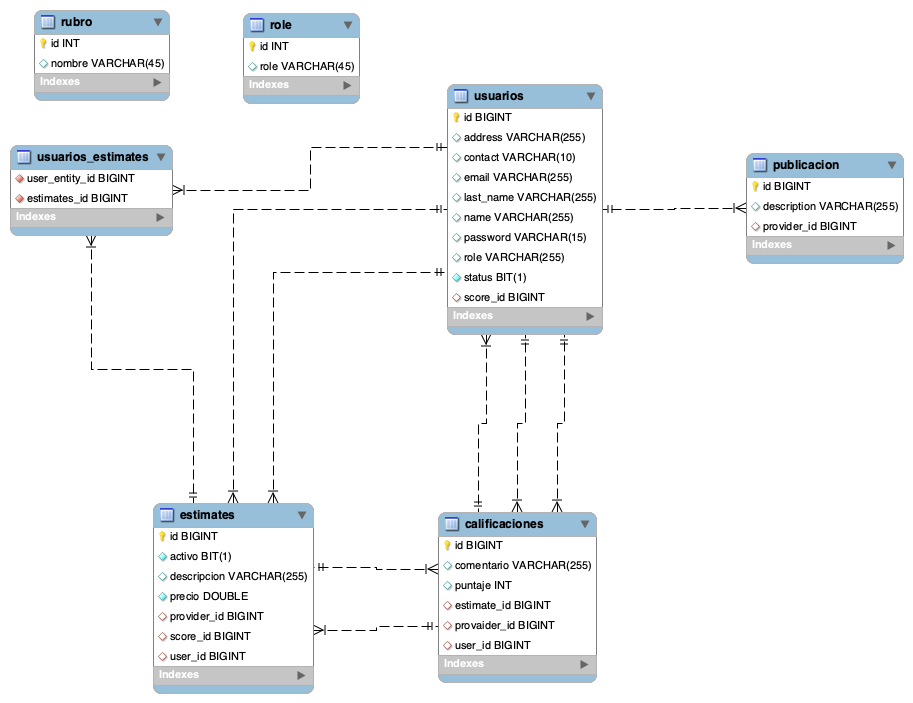 rubro
id INT
nombre VARCHAR(45)
Indexes
role
id INT
role VARCHAR(45)
Indexes
usuarios
id BIGINT
address VARCHAR(255)
contact VARCHAR(10)
email VARCHAR(255)
last_name VARCHAR(255)
name VARCHAR(255)
password VARCHAR(15)
role VARCHAR(255)
status BIT(1)
score_id BIGINT
Indexes
usuarios_estimates
user_entity_id BIGINT
estimates_id BIGINT
Indexes
publicacion
id BIGINT
description VARCHAR(255)
provider_id BIGINT
Indexes
estimates
id BIGINT
activo BIT(1)
descripcion VARCHAR(255)
precio DOUBLE
provider_id BIGINT
score_id BIGINT
user_id BIGINT
Indexes
calificaciones
id BIGINT
comentario VARCHAR(255)
puntaje INT
estimate_id BIGINT
provaider_id BIGINT
user_id BIGINT
Indexes